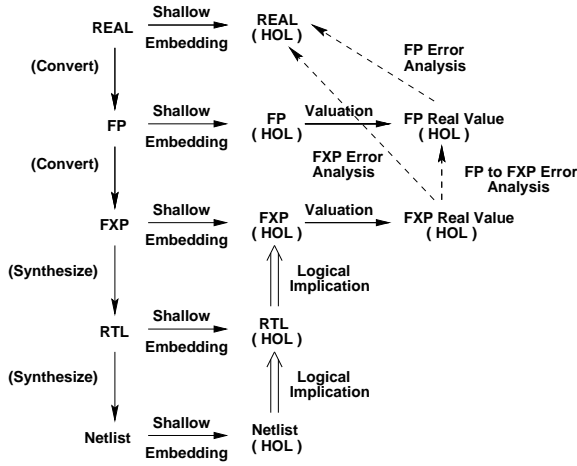 REAL
Shallow
Embedding
REAL
( HOL )
(Convert)
FP Error
Analysis
FP
Shallow
Embedding
FP
( HOL )
Valuation
FP Real Value
( HOL )
(Convert)
FXP Error
Analysis
FP to FXP Error
Analysis
FXP
Shallow
Embedding
FXP
( HOL )
Valuation
FXP Real Value
( HOL )
(Synthesize)
Logical
Implication
RTL
Shallow
Embedding
RTL
( HOL )
(Synthesize)
Logical
Implication
Netlist
Shallow
Embedding
Netlist
( HOL )